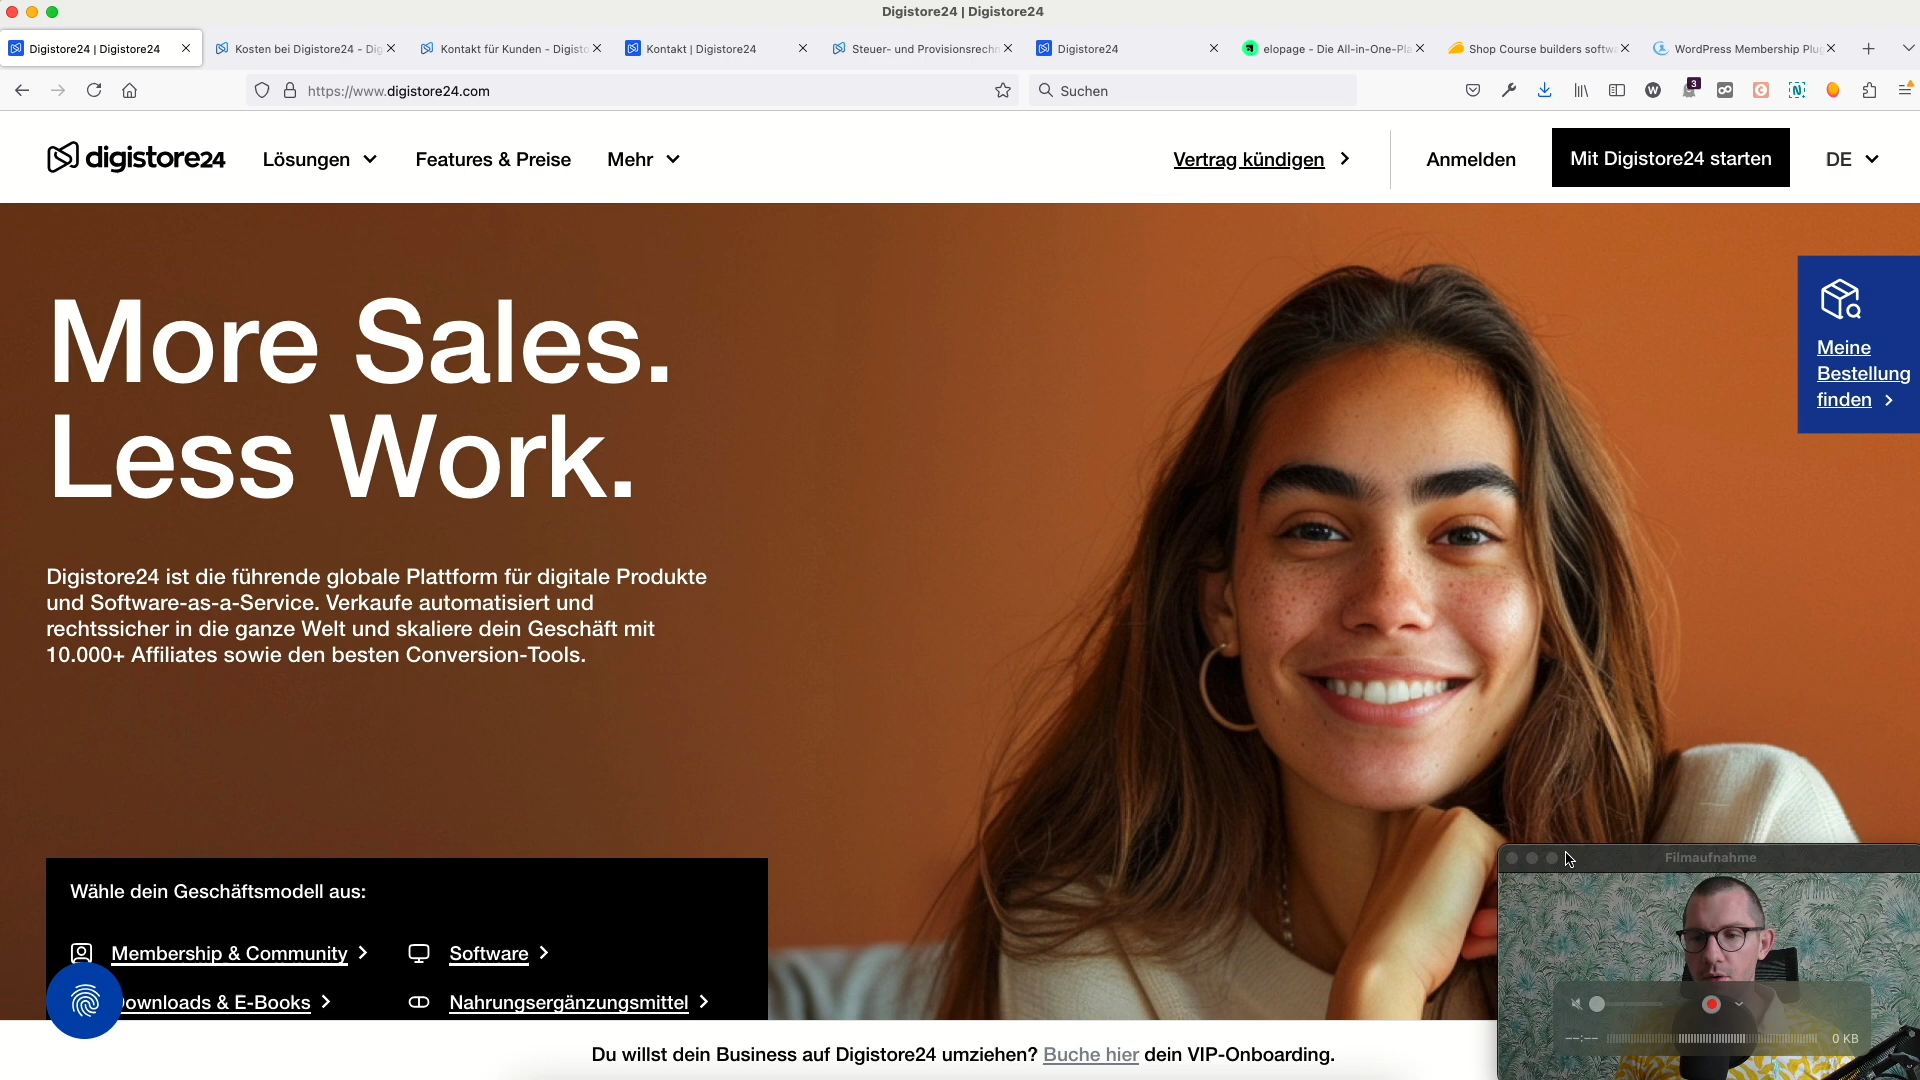 Digistore24 | Digistore24
Digistore24 | Digistore24
Kosten bei Digistore24 - Dig
Kontakt für Kunden - Digisto
Kontakt | Digistore24
Steuer- und Provisionsrechn
Digistore24
elopage - Die All-in-One-Pla
Shop Course builders softwa
WordPress Membership Plug
https://www.digistore24.com
Suchen
3
digistore24
Lösungen
Features & Preise
Mehr
Vertrag kündigen
Anmelden
Mit Digistore24 starten
DE
More Sales.
Less Work.
Meine
Bestellung
finden
Digistore24 ist die führende globale Plattform für digitale Produkte
und Software-as-a-Service. Verkaufe automatisiert und
rechtssicher in die ganze Welt und skaliere dein Geschäft mit
10.000+ Affiliates sowie den besten Conversion-Tools.
Wähle dein Geschäftsmodell aus:
Membership & Community
Software
ownloads & E-Books
Nahrungsergänzungsmittel
Filmaufnahme
--:--
0 KB
Du willst dein Business auf Digistore24 umziehen? Buche hier dein VIP-Onboarding.